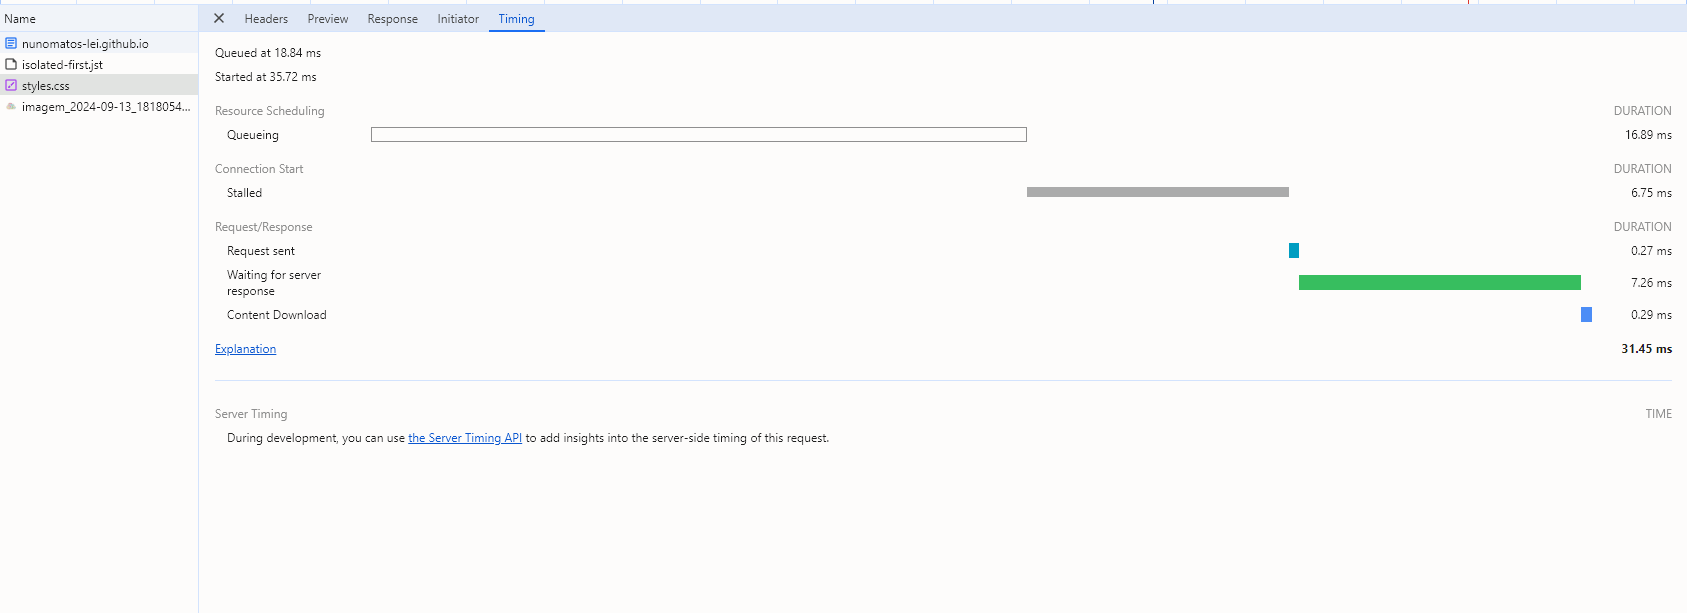 Name
nunomatos-lei.github.io
isolated-first.jst
styles.css
imagem_2024-09-13_1818054...
Headers Preview Response Initiator Timing
Queued at 18.84 ms
Started at 35.72 ms
Resource Scheduling DURATION
Queueing 16.89 ms
Connection Start DURATION
Stalled 6.75 ms
Request/Response DURATION
Request sent 0.27 ms
Waiting for server
response 7.26 ms
Content Download 0.29 ms
Explanation 31.45 ms
Server Timing TIME
During development, you can use the Server Timing API to add insights into the server-side timing of this request.